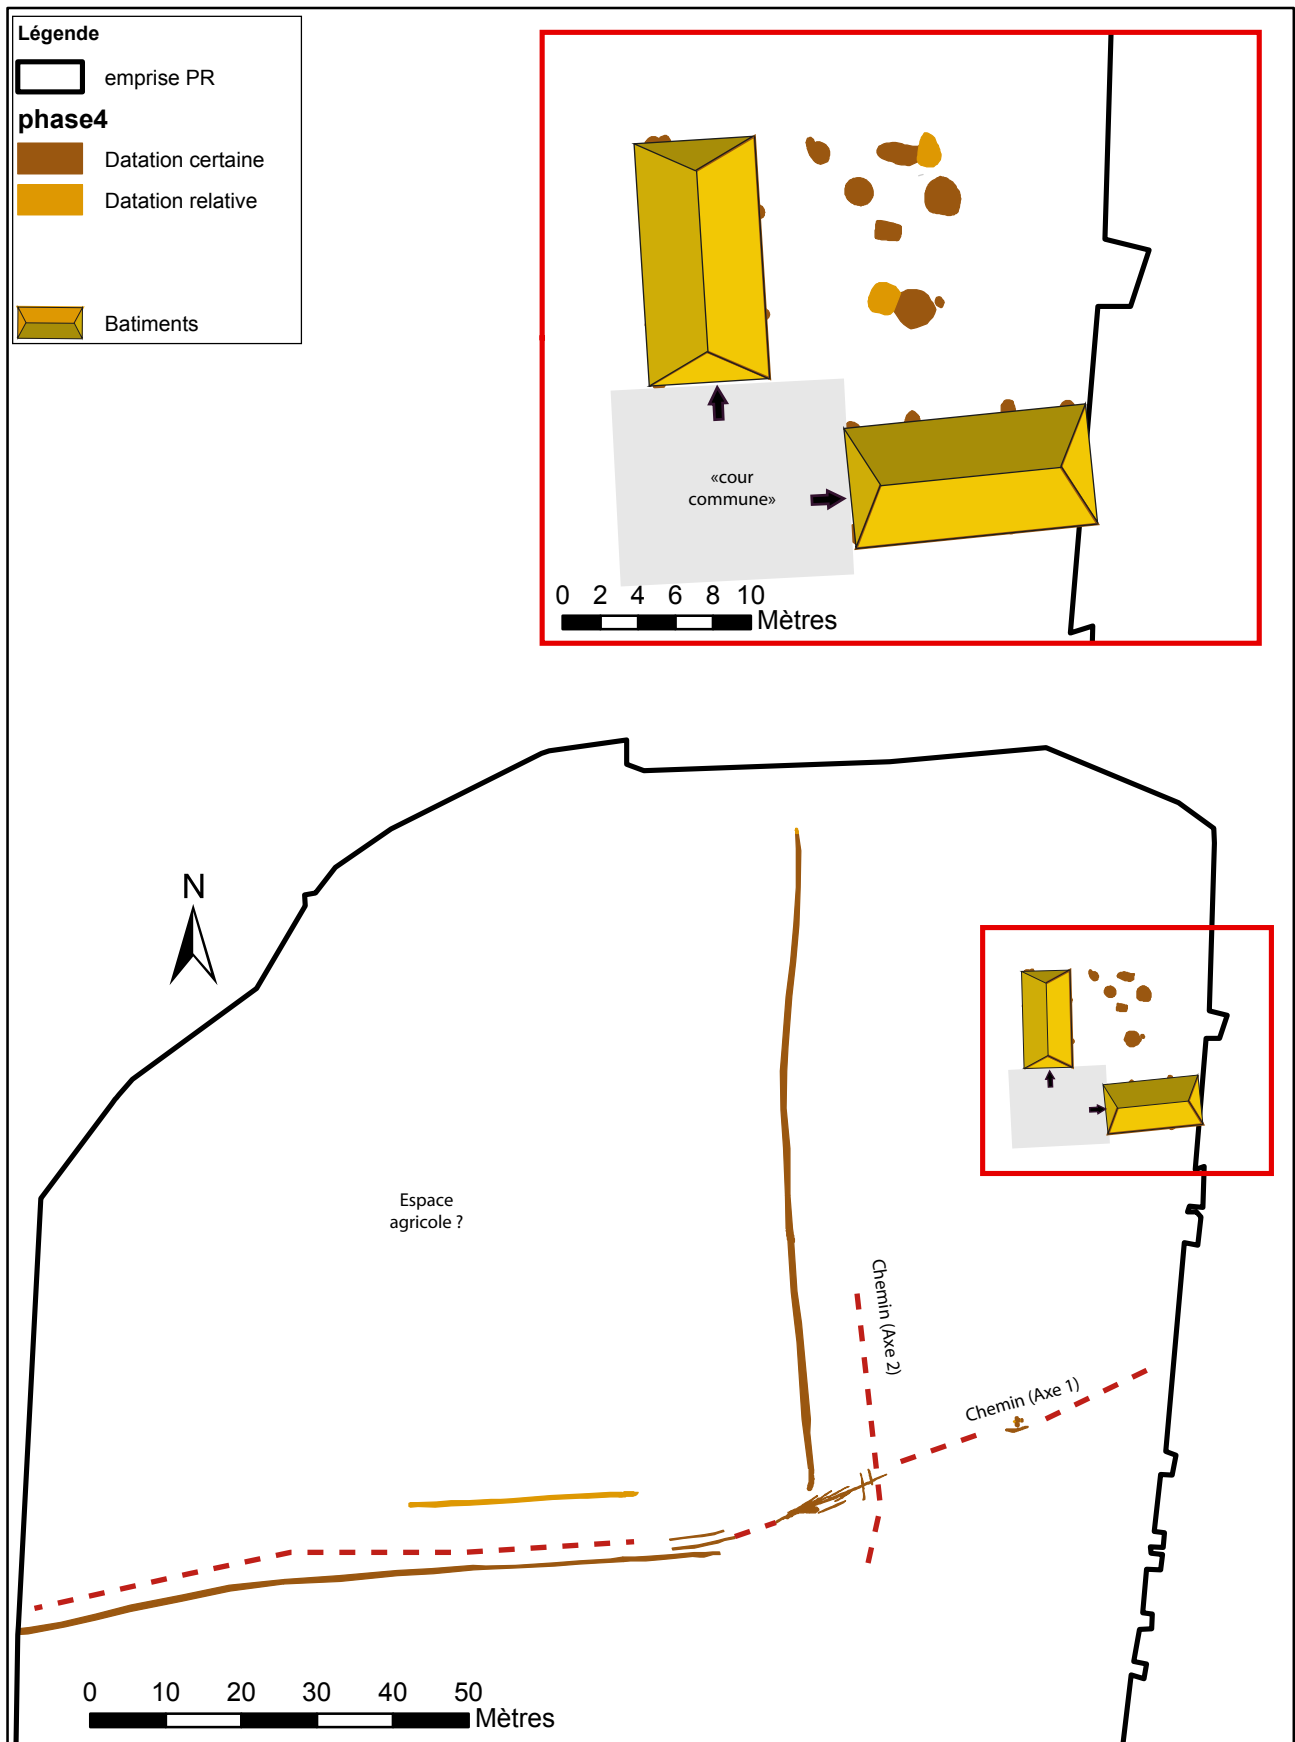 Légende
emprise PR
phase4
Datation certaine
Datation relative
Batiments
«cour
commune»
0 2 4 6 8 10
Mètres
N
Espace
agricole ?
Chemin (Axe 2)
Chemin (Axe 1)
0 10 20 30 40 50
Mètres